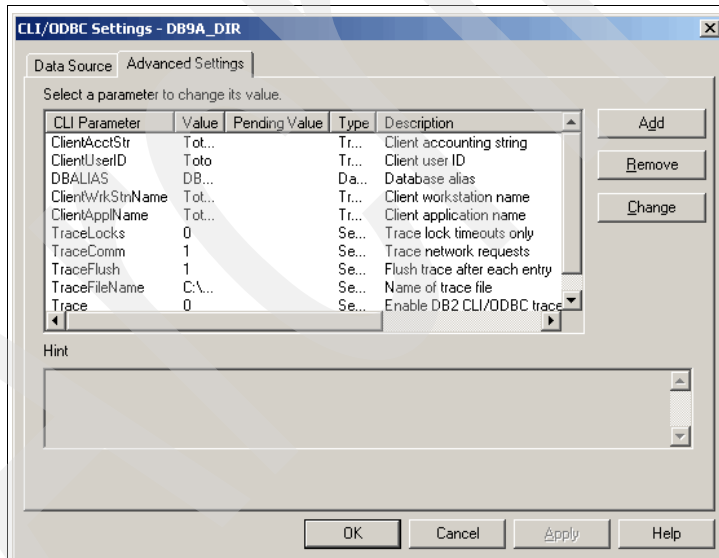 CLI/ODBC Settings - DB9A_DIR
Data Source Advanced Settings
Select a parameter to change its value.
CLI Parameter Value Pending Value Type Description
ClientAcctStr Tot... Tr... Client accounting string
ClientUserID Toto Tr... Client user ID
DBALIAS DB... Da... Database alias
ClientWrkStnName Tot... Tr... Client workstation name
ClientApplName Tot... Tr... Client application name
TraceLocks 0 Se... Trace lock timeouts only
TraceComm 1 Se... Trace network requests
TraceFlush 1 Se... Flush trace after each entry
TraceFileName C:\... Se... Name of trace file
Trace 0 Se... Enable DB2 CLI/ODBC trace
Add
Remove
Change
Hint
OK Cancel Apply Help